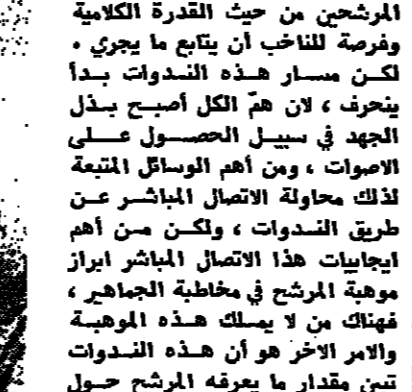 المرشحين من حيث القدرة الكلامية
وفرصة للناخب أن يتابع ما يجري .
لكن مسار هذه الندوات بدأ
ينحرف ، لان همّ الكل أصبح بذل
الجهد في سبيل الحصول على
الاصوات ، ومن أهم الوسائل المتبعة
لذلك محاولة الاتصال المباشر عن
طريق الندوات ، ولكن من أهم
ايجابيات هذا الاتصال المباشر ابراز
موهبة المرشح في مخاطبة الجماهير ،
فهناك من لا يمسلك هذه الموهبة
والامر الاخر هو أن هذه الندوات
تبين مقدار ما يعرفه المرشح حول